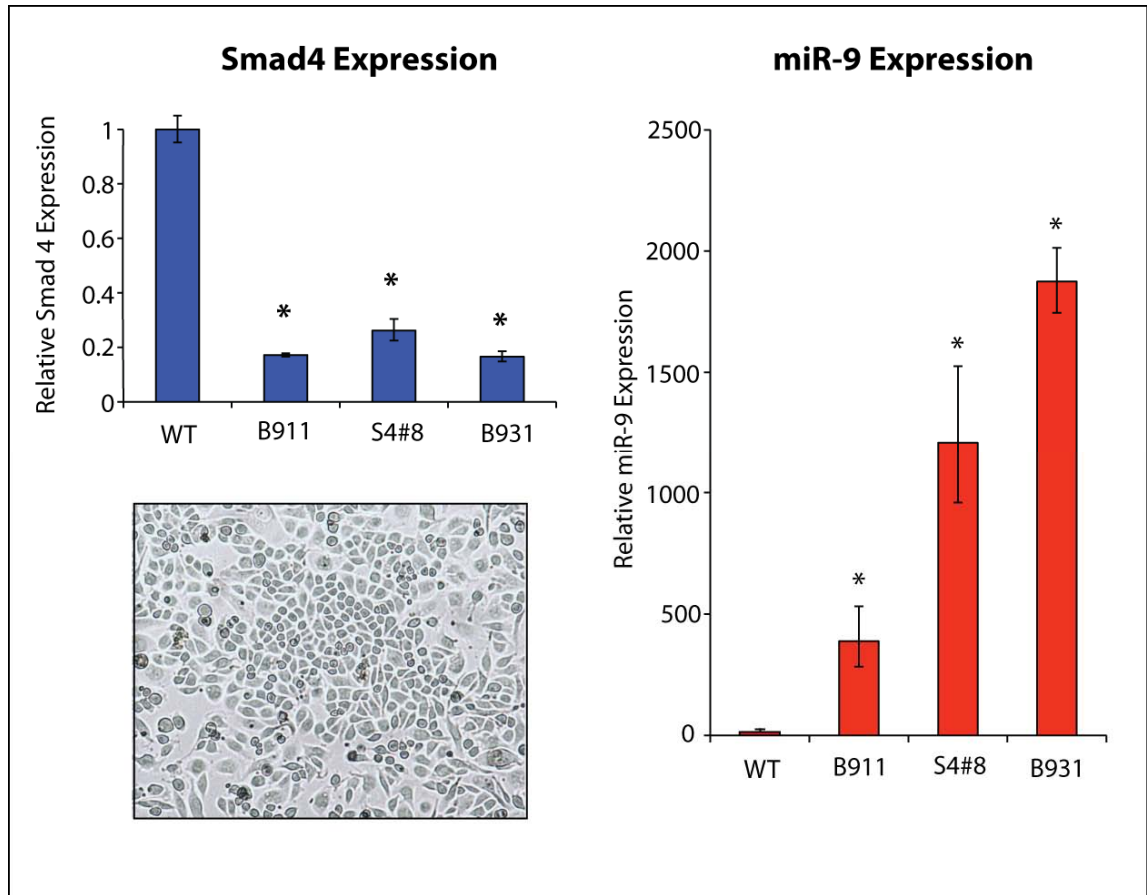 Smad4 Expression
Relative Smad 4 Expression
1
0.8
0.6
0.4
0.2
0
*
*
*
WT
B911
S4#8
B931
miR-9 Expression
Relative miR-9 Expression
2500
2000
1500
1000
500
0
*
*
*
WT
B911
S4#8
B931